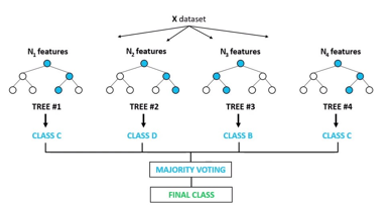 X dataset
N1 features N2 features N3 features N4 features
TREE #1 TREE #2 TREE #3 TREE #4
CLASS C CLASS D CLASS B CLASS C
MAJORITY VOTING
FINAL CLASS